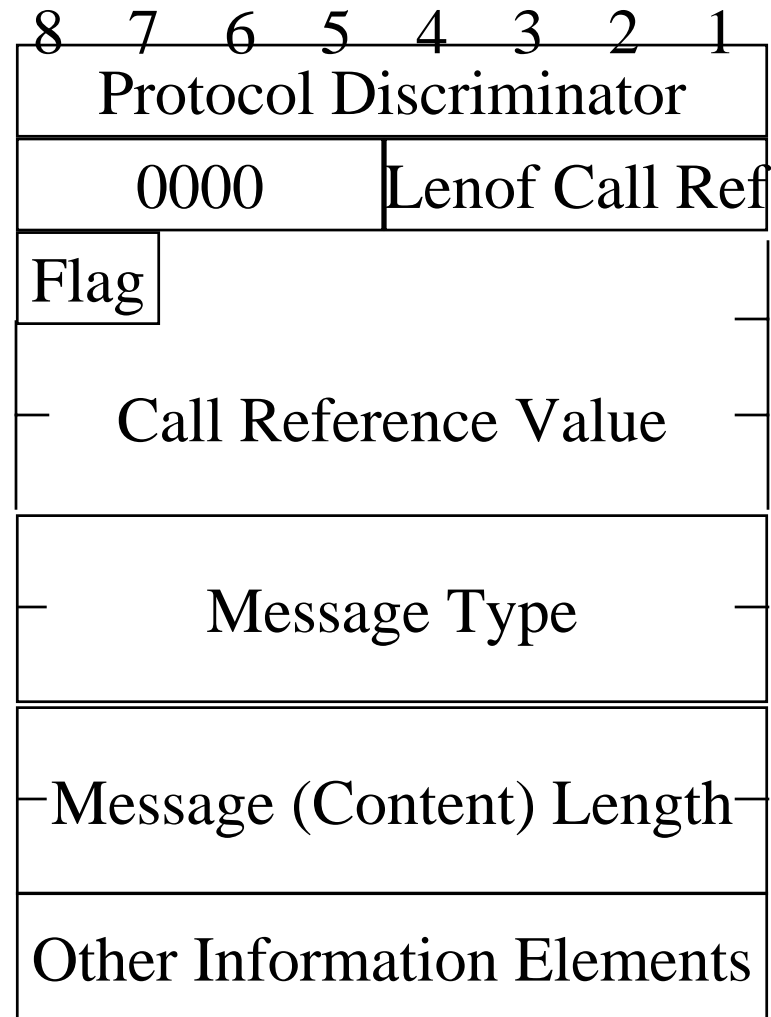 8 7 6 5 4 3 2 1
Protocol Discriminator
0000 Lenof Call Ref
Flag
Call Reference Value
Message Type
Message (Content) Length
Other Information Elements